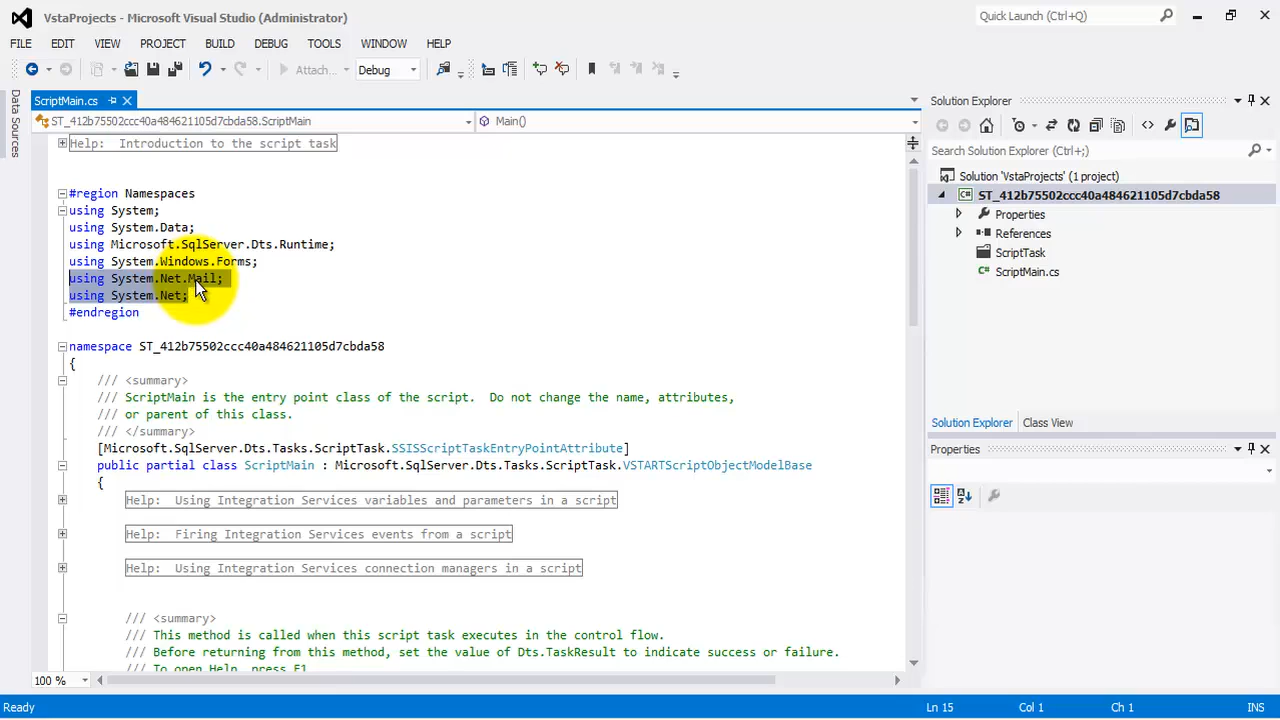 VstaProjects - Microsoft Visual Studio (Administrator)
Quick Launch (Ctrl+Q)
FILE EDIT VIEW PROJECT BUILD DEBUG TOOLS WINDOW HELP
Attach... Debug
Data Sources
ScriptMain.cs
ST_412b75502ccc40a484621105d7cbda58.ScriptMain
Main()
Help: Introduction to the script task
#region Namespaces
using System;
using System.Data;
using Microsoft.SqlServer.Dts.Runtime;
using System.Windows.Forms;
using System.Net.Mail;
using System.Net;
#endregion
namespace ST_412b75502ccc40a484621105d7cbda58
{
/// <summary>
/// ScriptMain is the entry point class of the script.  Do not change the name, attributes,
/// or parent of this class.
/// </summary>
[Microsoft.SqlServer.Dts.Tasks.ScriptTask.SSISScriptTaskEntryPointAttribute]
public partial class ScriptMain : Microsoft.SqlServer.Dts.Tasks.ScriptTask.VSTARTScriptObjectModelBase
{
Help:  Using Integration Services variables and parameters in a script
Help:  Firing Integration Services events from a script
Help:  Using Integration Services connection managers in a script
/// <summary>
/// This method is called when this script task executes in the control flow.
/// Before returning from this method, set the value of Dts.TaskResult to indicate success or failure.
/// To open Help, press F1.
100 %
Solution Explorer
Search Solution Explorer (Ctrl+;)
Solution 'VstaProjects' (1 project)
ST_412b75502ccc40a484621105d7cbda58
Properties
References
ScriptTask
ScriptMain.cs
Solution Explorer Class View
Properties
Ready
Ln 15 Col 1 Ch 1 INS